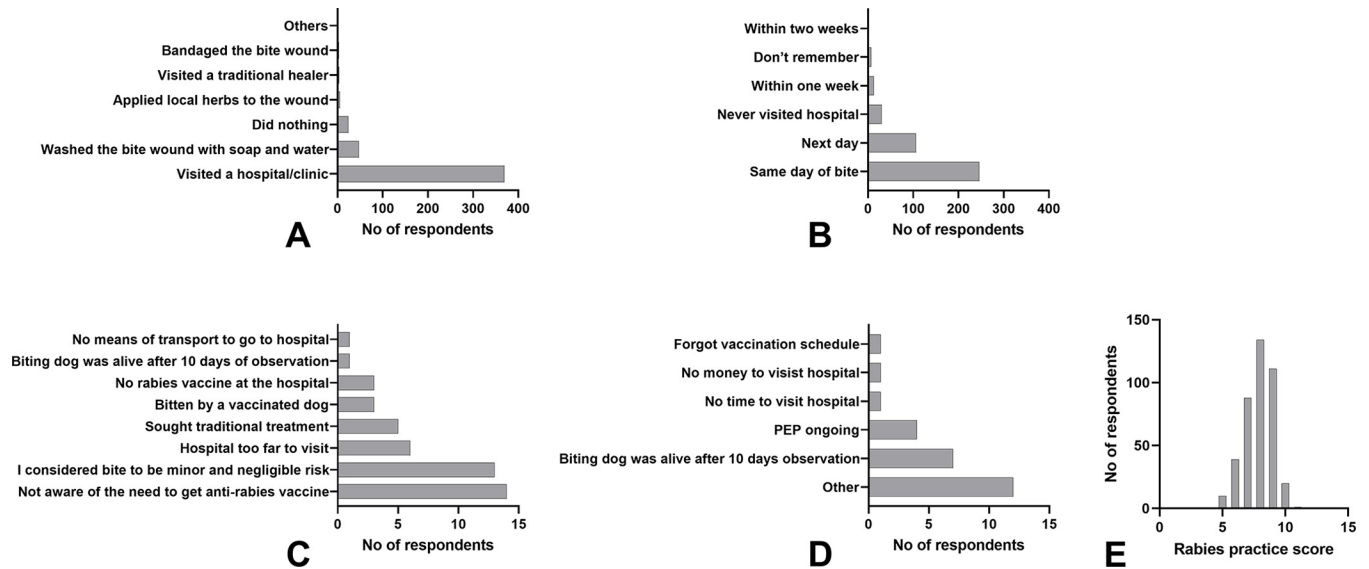 Others
Bandaged the bite wound
Visited a traditional healer
Applied local herbs to the wound
Did nothing
Washed the bite wound with soap and water
Visited a hospital/clinic
0 100 200 300 400
No of respondents
A
Within two weeks
Don't remember
Within one week
Never visited hospital
Next day
Same day of bite
0 100 200 300 400
No of respondents
B
No means of transport to go to hospital
Biting dog was alive after 10 days of observation
No rabies vaccine at the hospital
Bitten by a vaccinated dog
Sought traditional treatment
Hospital too far to visit
I considered bite to be minor and negligible risk
Not aware of the need to get anti-rabies vaccine
0 5 10 15
No of respondents
C
Forgot vaccination schedule
No money to visist hospital
No time to visit hospital
PEP ongoing
Biting dog was alive after 10 days observation
Other
0 5 10 15
No of respondents
D
150
100
50
0
No of respondents
0 5 10 15
Rabies practice score
E